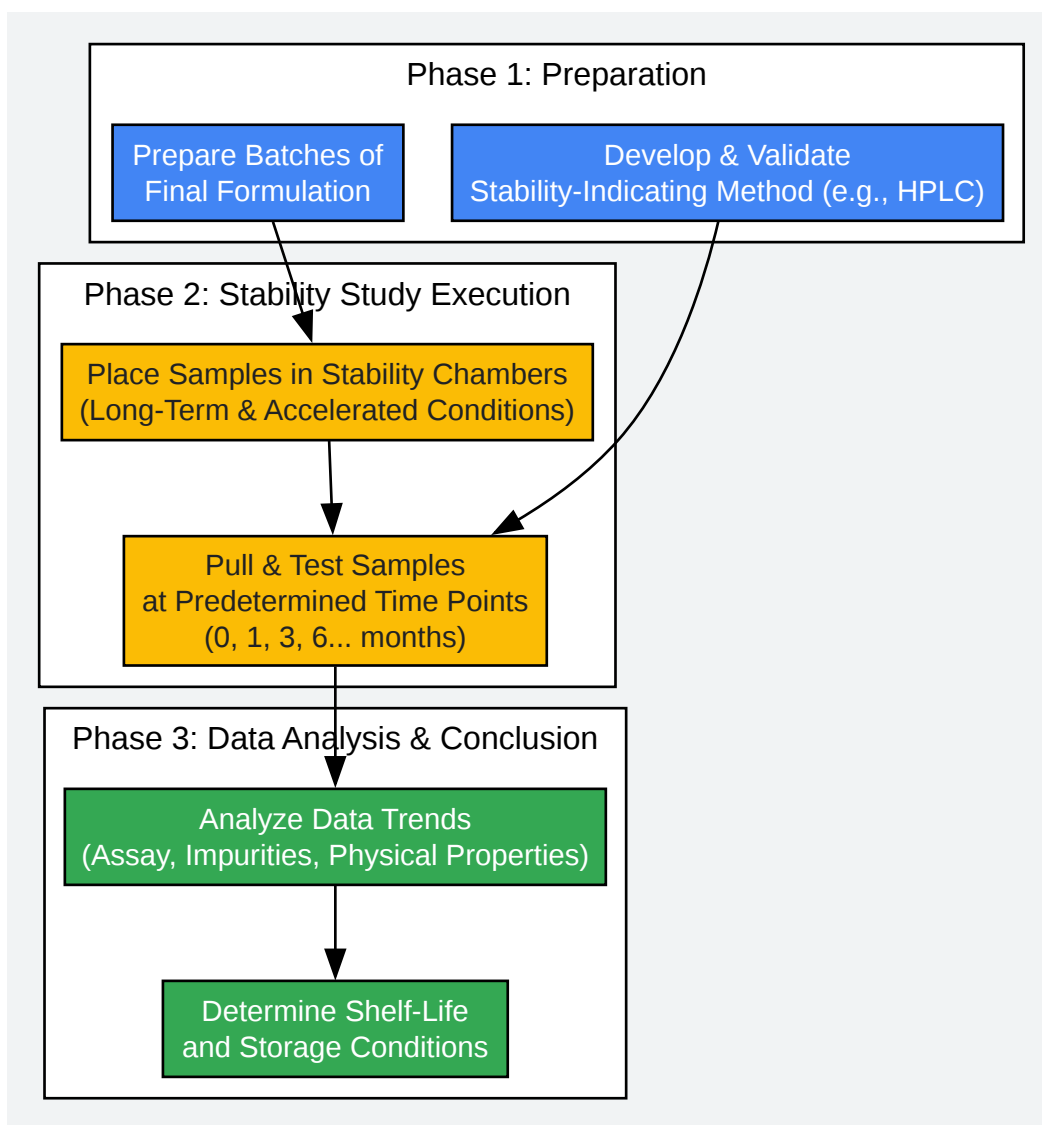 Phase 1: Preparation
Prepare Batches of
Final Formulation
Develop & Validate
Stability-Indicating Method (e.g., HPLC)
Phase 2: Stability Study Execution
Place Samples in Stability Chambers
(Long-Term & Accelerated Conditions)
Pull & Test Samples
at Predetermined Time Points
(0, 1, 3, 6... months)
Phase 3: Data Analysis & Conclusion
Analyze Data Trends
(Assay, Impurities, Physical Properties)
Determine Shelf-Life
and Storage Conditions